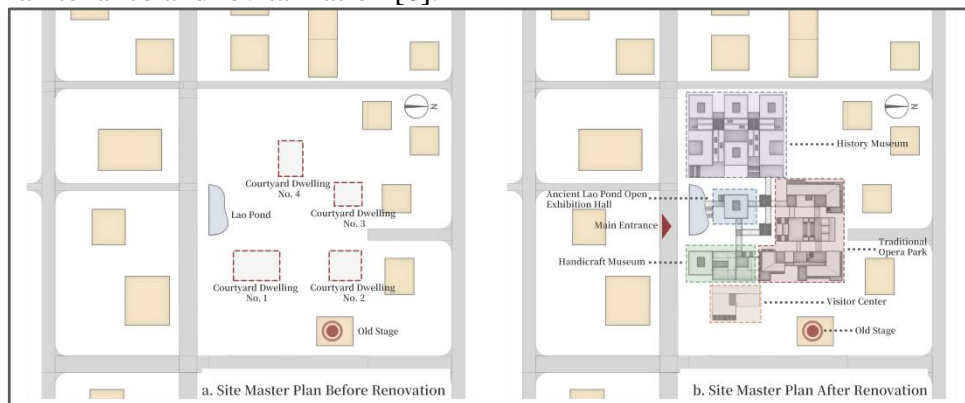 N
Courtyard Dwelling
No. 4
Courtyard Dwelling
No. 3
Lao Pond
Courtyard Dwelling
No. 1
Courtyard Dwelling
No. 2
Old Stage
a. Site Master Plan Before Renovation
N
History Museum
Ancient Lao Pond Open
Exhibition Hall
Main Entrance
Handicraft Museum
Traditional
Opera Park
Visitor Center
Old Stage
b. Site Master Plan After Renovation